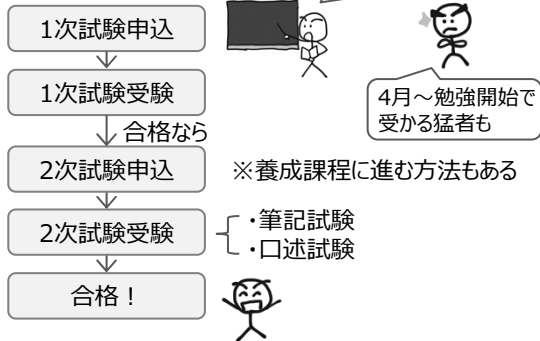 1次試験申込
1次試験受験
4月～勉強開始で
受かる猛者も
合格なら
2次試験申込
※養成課程に進む方法もある
2次試験受験
・筆記試験
・口述試験
合格！